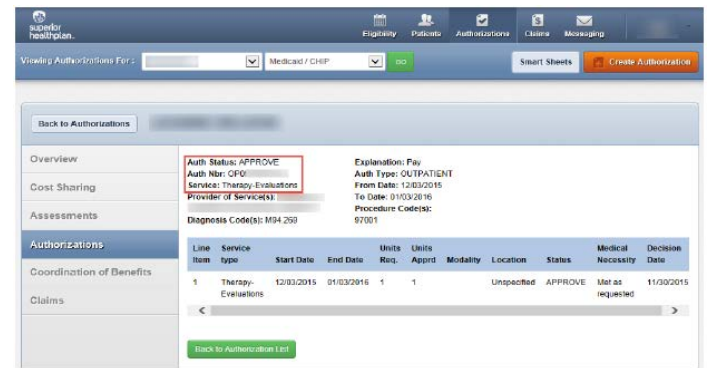 superior
healthplan.
Eligibility Patients Authorizations Claims Messaging
Viewing Authorizations For : Medicaid / CHIP GO Smart Sheets Create Authorization
Back to Authorizations
Overview
Cost Sharing
Assessments
Authorizations
Coordination of Benefits
Claims
Auth Status: APPROVE Explanation: Pay
Auth Nbr: OP0 Auth Type: OUTPATIENT
Service: Therapy-Evaluations From Date: 12/03/2015
Provider of Service(s): To Date: 01/03/2016
Procedure Code(s):
Diagnosis Code(s): M94.269 97001
Line Item Service type Start Date End Date Units Req. Units Apprd Modality Location Status Medical Necessity Decision Date
1 Therapy-Evaluations 12/03/2015 01/03/2016 1 1 Unspecified APPROVE Met as requested 11/30/2015
Back to Authorization List